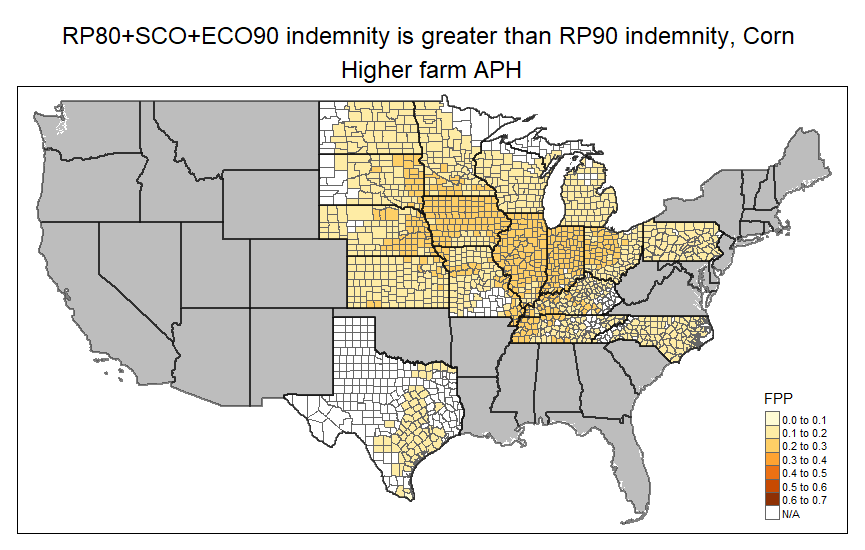 RP80+SCO+ECO90 indemnity is greater than RP90 indemnity, Corn
Higher farm APH
FPP
0.0 to 0.1
0.1 to 0.2
0.2 to 0.3
0.3 to 0.4
0.4 to 0.5
0.5 to 0.6
0.6 to 0.7
N/A